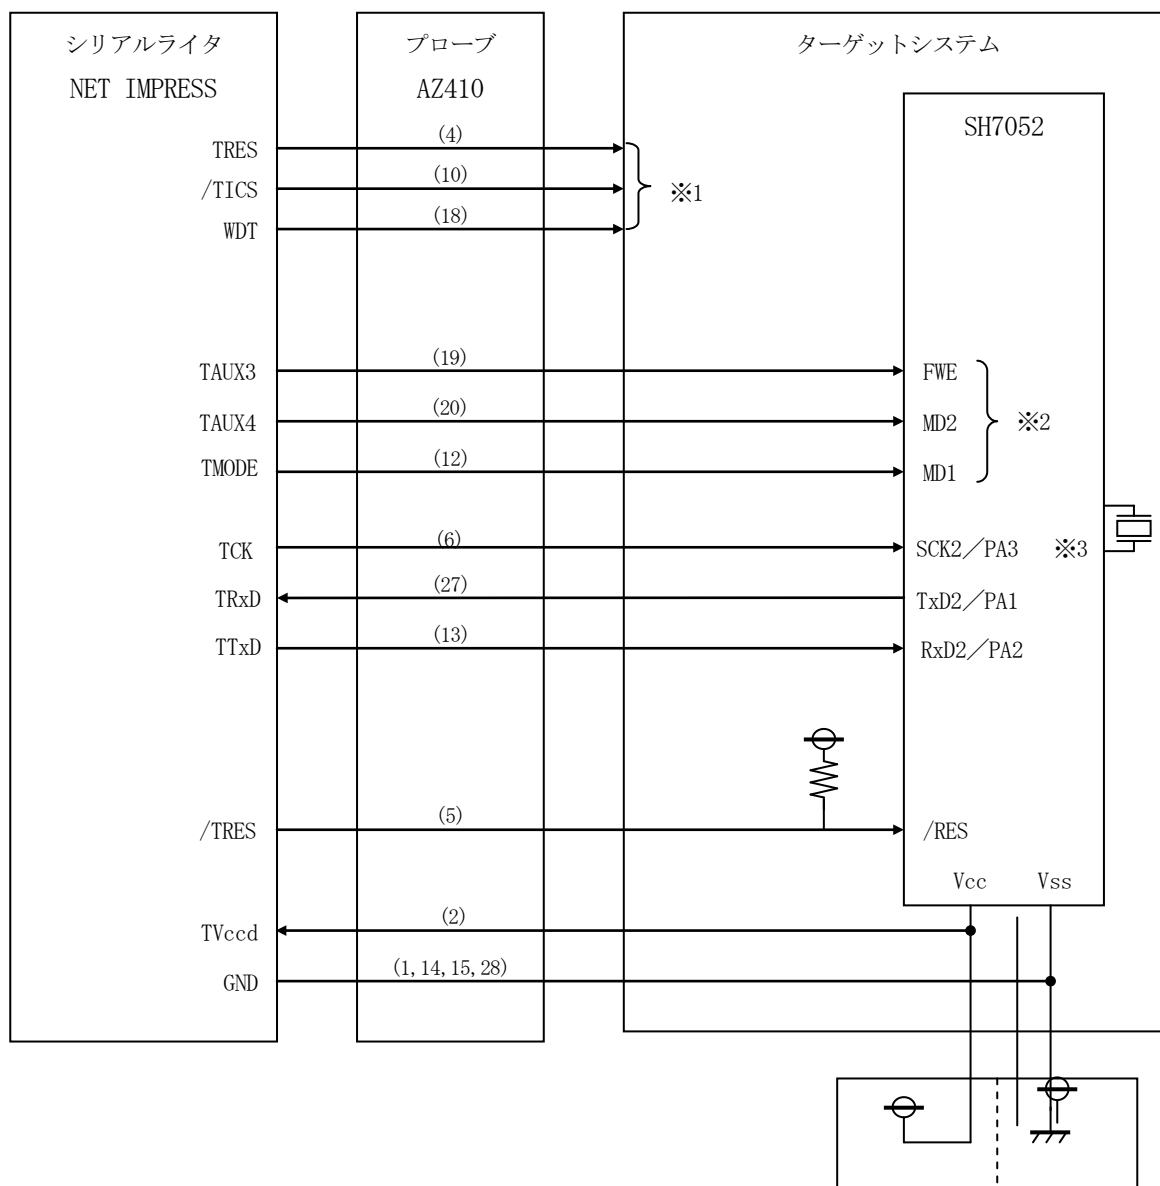 シリアルライタ
NET IMPRESS
プローブ
AZ410
ターゲットシステム
SH7052
TRES
(4)
/TICS
(10)
※1
WDT
(18)
TAUX3
(19)
FWE
TAUX4
(20)
MD2
※2
TMODE
(12)
MD1
TCK
(6)
SCK2/PA3
※3
TRxD
(27)
TxD2/PA1
TTxD
(13)
RxD2/PA2
/TRES
(5)
/RES
Vcc
Vss
TVccd
(2)
GND
(1,14,15,28)